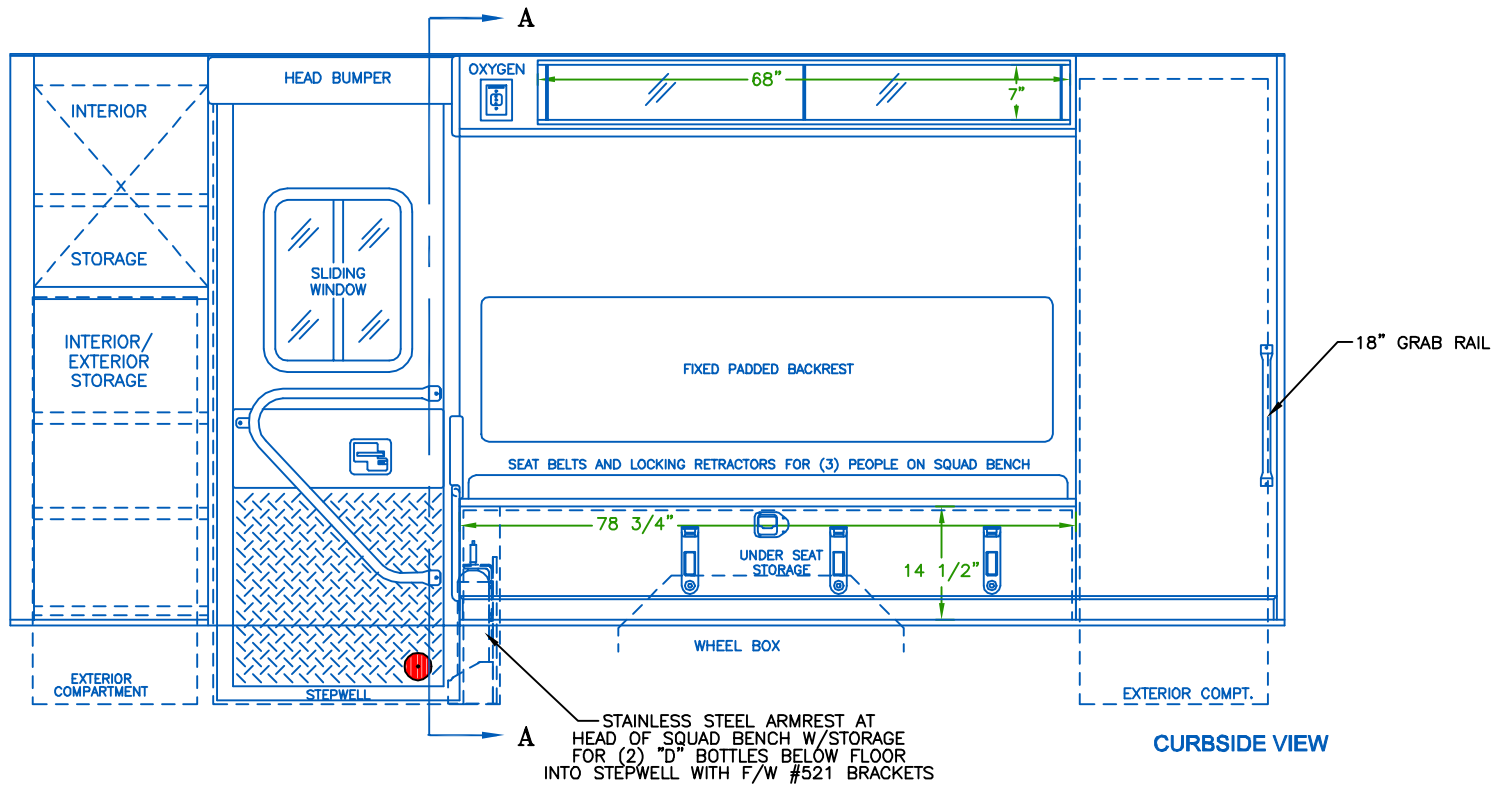 A
HEAD BUMPER
OXYGEN
68"
7"
INTERIOR
STORAGE
SLIDING
WINDOW
INTERIOR/
EXTERIOR
STORAGE
18" GRAB RAIL
FIXED PADDED BACKREST
SEAT BELTS AND LOCKING RETRACTORS FOR (3) PEOPLE ON SQUAD BENCH
78 3/4"
UNDER SEAT
STORAGE
14 1/2"
WHEEL BOX
EXTERIOR
COMPARTMENT
STEPWELL
EXTERIOR COMPT.
STAINLESS STEEL ARMREST AT
HEAD OF SQUAD BENCH W/STORAGE
FOR (2) "D" BOTTLES BELOW FLOOR
INTO STEPWELL WITH F/W #521 BRACKETS
A
CURBSIDE VIEW